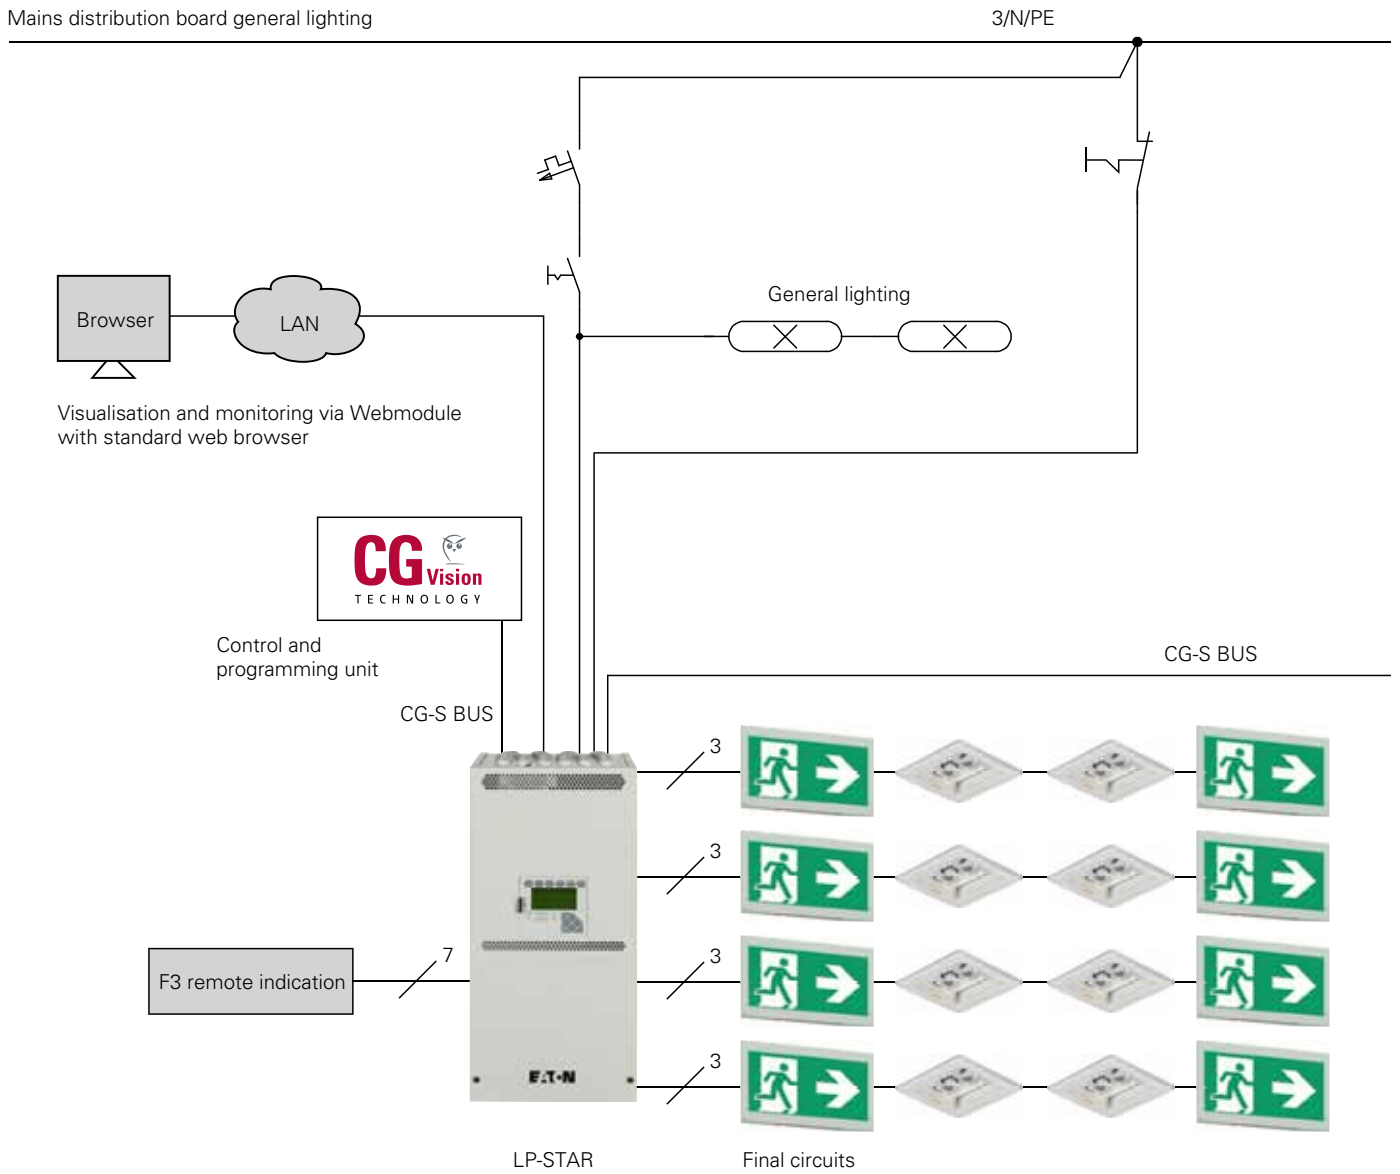 Mains distribution board general lighting
3/N/PE
General lighting
Browser
LAN
Visualisation and monitoring via Webmodule
with standard web browser
CG
Vision
TECHNOLOGY
Control and
programming unit
CG-S BUS
CG-S BUS
3
3
7
F3 remote indication
3
3
EATON
LP-STAR
Final circuits